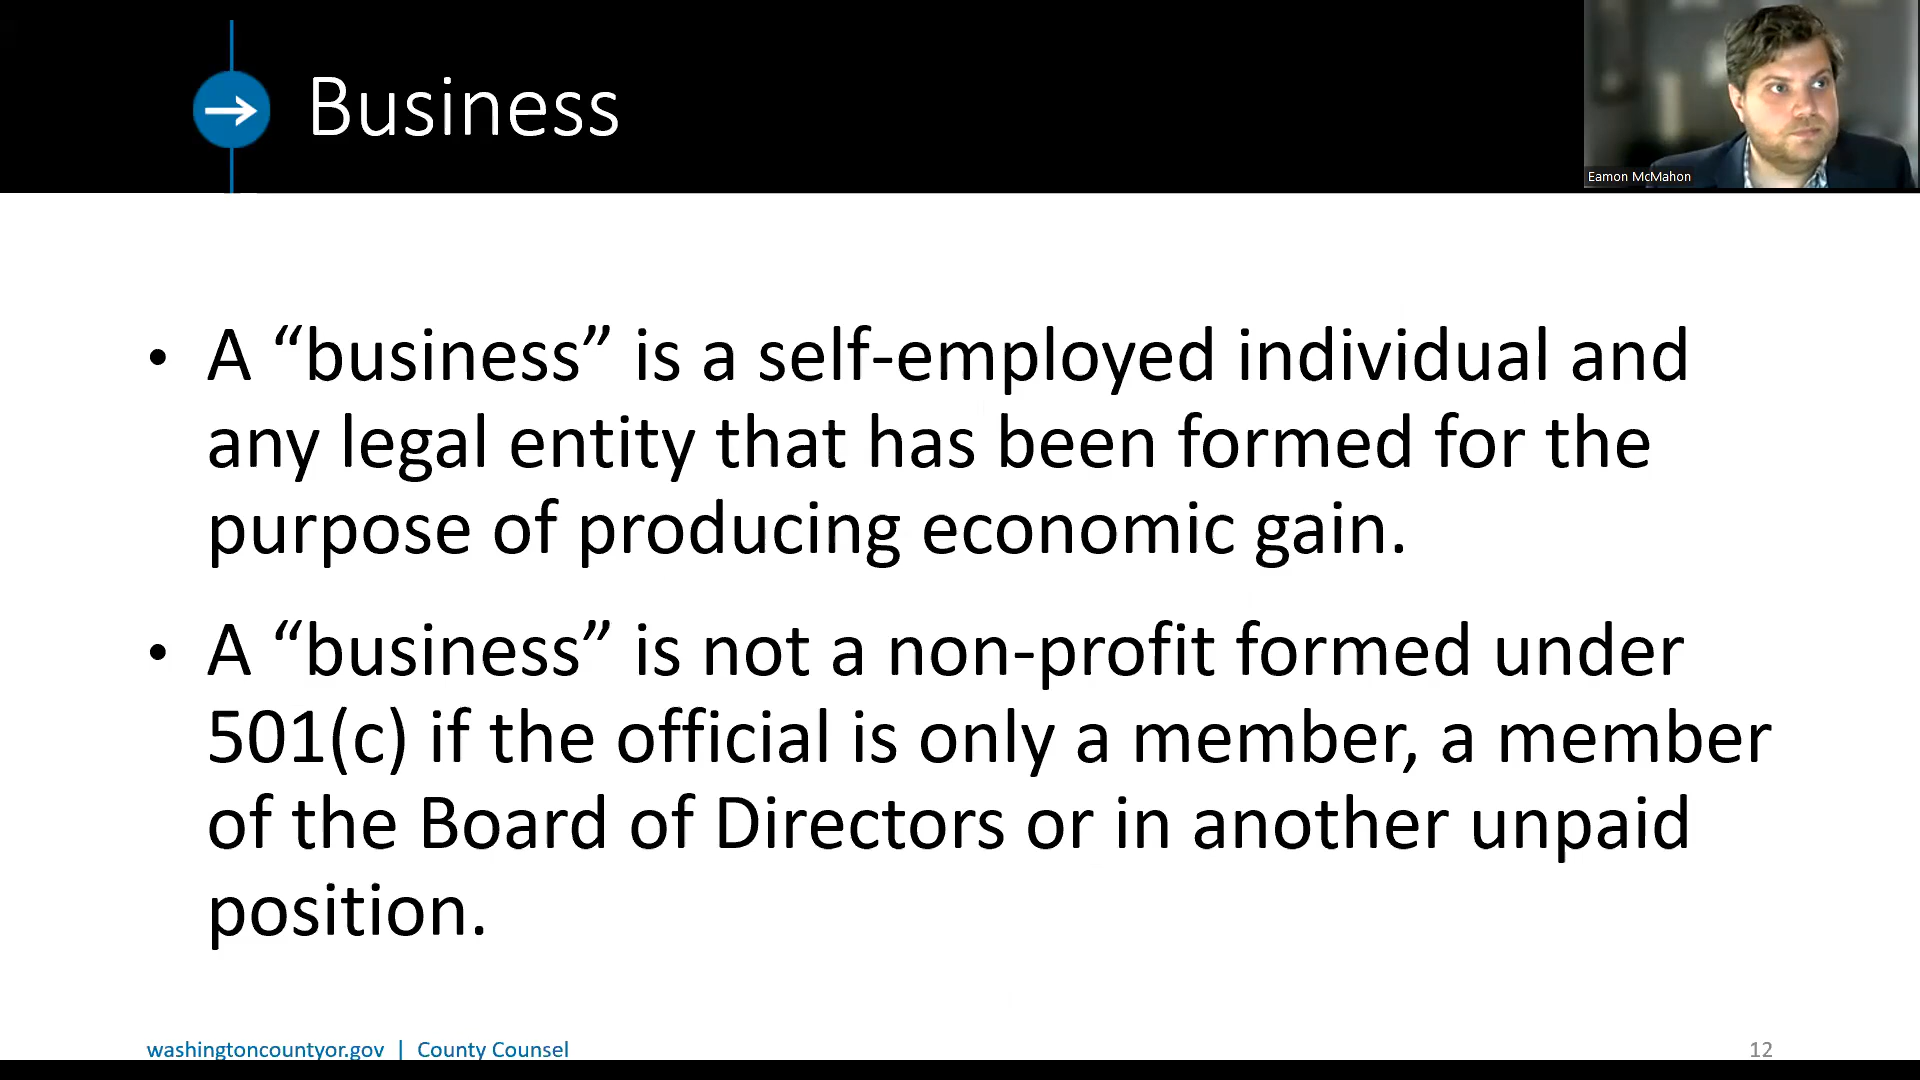 Business
Eamon McMahon
• A “business” is a self-employed individual and
any legal entity that has been formed for the
purpose of producing economic gain.
• A “business” is not a non-profit formed under
501(c) if the official is only a member, a member
of the Board of Directors or in another unpaid
position.
washingtoncountyor.gov | County Counsel
12